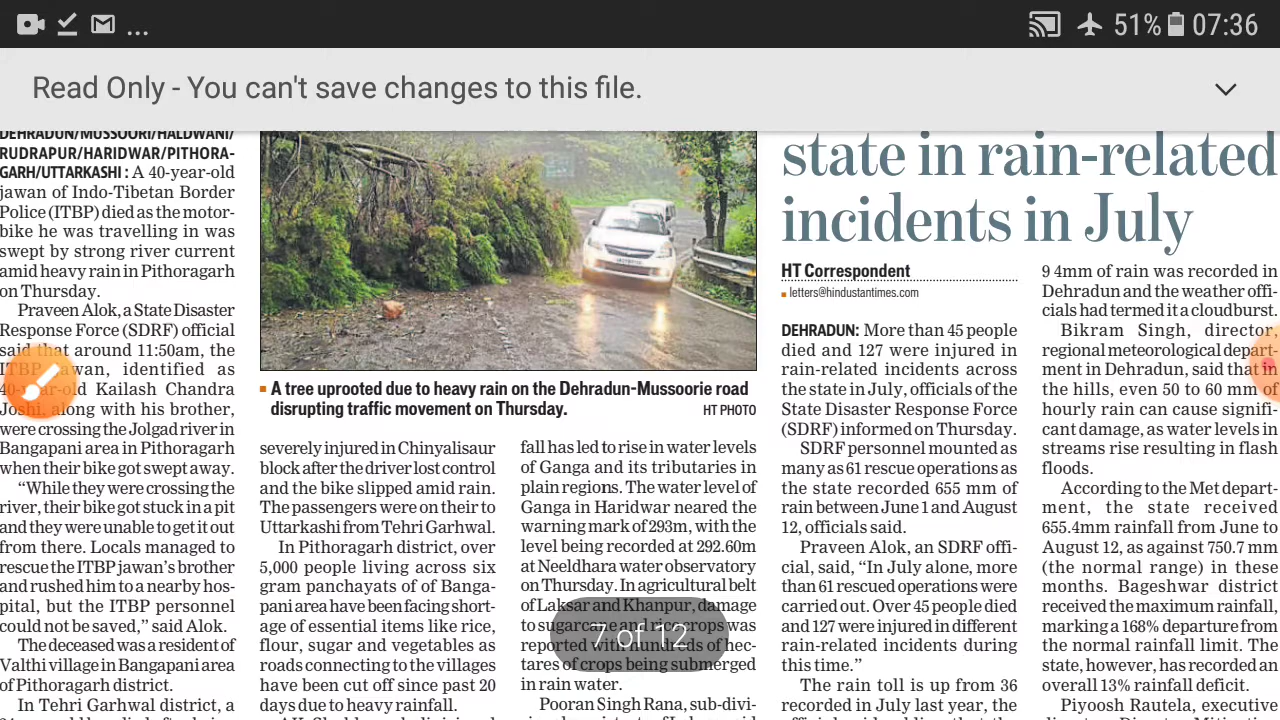 ... 51% 07:36
Read Only - You can't save changes to this file.
DEHRADUN/MUSSOORI/HALDWANI/
RUDRAPUR/HARIDWAR/PITHORA-
GARH/UTTARKASHI : A 40-year-old
jawan of Indo-Tibetan Border
Police (ITBP) died as the motor-
bike he was travelling in was
swept by strong river current
amid heavy rain in Pithoragarh
on Thursday.
Praveen Alok, a State Disaster
Response Force (SDRF) official
said that around 11:50am, the
ITBP jawan, identified as
40-year-old Kailash Chandra
Joshi, along with his brother,
were crossing the Jolgad river in
Bangapani area in Pithoragarh
when their bike got swept away.
"While they were crossing the
river, their bike got stuck in a pit
and they were unable to get it out
from there. Locals managed to
rescue the ITBP jawan's brother
and rushed him to a nearby hos-
pital, but the ITBP personnel
could not be saved," said Alok.
The deceased was a resident of
Valthi village in Bangapani area
of Pithoragarh district.
In Tehri Garhwal district, a
A tree uprooted due to heavy rain on the Dehradun-Mussoorie road
disrupting traffic movement on Thursday. HT PHOTO
severely injured in Chinyalisaur
block after the driver lost control
and the bike slipped amid rain.
The passengers were on their to
Uttarkashi from Tehri Garhwal.
In Pithoragarh district, over
5,000 people living across six
gram panchayats of of Banga-
pani area have been facing short-
age of essential items like rice,
flour, sugar and vegetables as
roads connecting to the villages
have been cut off since past 20
days due to heavy rainfall.
fall has led to rise in water levels
of Ganga and its tributaries in
plain regions. The water level of
Ganga in Haridwar neared the
warning mark of 293m, with the
level being recorded at 292.60m
at Neeldhara water observatory
on Thursday. In agricultural belt
of Laksar and Khanpur, damage
to sugarcane and rice crops was
reported with hundreds of hec-
tares of crops being submerged
in rain water.
Pooran Singh Rana, sub-divi-
7 of 12
state in rain-related
incidents in July
HT Correspondent
letters@hindustantimes.com
DEHRADUN: More than 45 people
died and 127 were injured in
rain-related incidents across
the state in July, officials of the
State Disaster Response Force
(SDRF) informed on Thursday.
SDRF personnel mounted as
many as 61 rescue operations as
the state recorded 655 mm of
rain between June 1 and August
12, officials said.
Praveen Alok, an SDRF offi-
cial, said, "In July alone, more
than 61 rescued operations were
carried out. Over 45 people died
and 127 were injured in different
rain-related incidents during
this time."
The rain toll is up from 36
recorded in July last year, the
9 4mm of rain was recorded in
Dehradun and the weather offi-
cials had termed it a cloudburst.
Bikram Singh, director,
regional meteorological depart-
ment in Dehradun, said that in
the hills, even 50 to 60 mm of
hourly rain can cause signifi-
cant damage, as water levels in
streams rise resulting in flash
floods.
According to the Met depart-
ment, the state received
655.4mm rainfall from June to
August 12, as against 750.7 mm
(the normal range) in these
months. Bageshwar district
received the maximum rainfall,
marking a 168% departure from
the normal rainfall limit. The
state, however, has recorded an
overall 13% rainfall deficit.
Piyoosh Rautela, executive